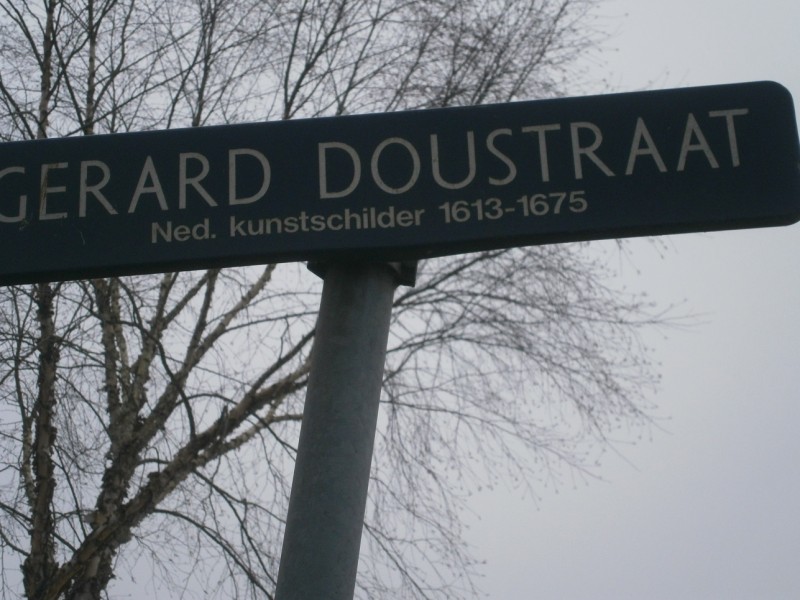 GERARD DOUSTRAAT
Ned. kunstschilder 1613-1675